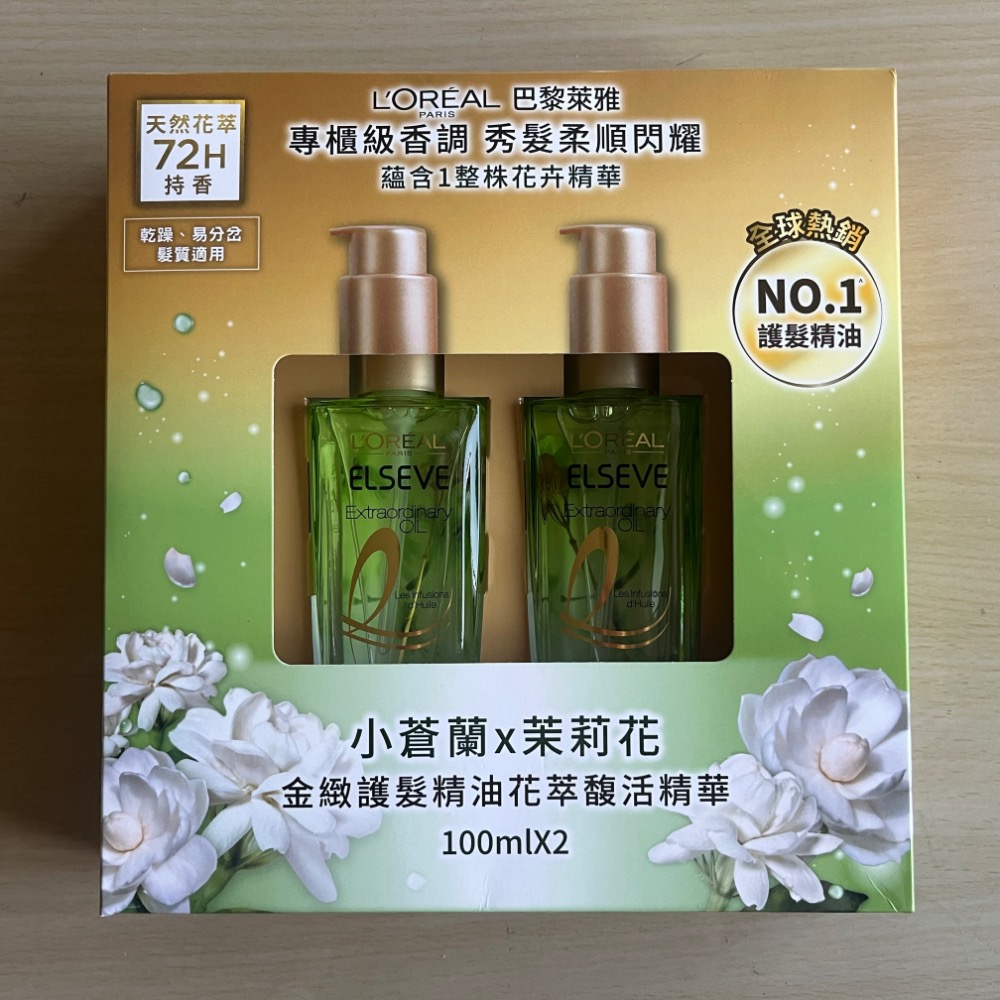 L'ORÉAL 巴黎萊雅
PARIS
專櫃級香調 秀髮柔順閃耀
蘊含1整株花卉精華
天然花萃
72H
持香
乾躁、易分岔
髮質適用
全球熱銷
NO.1^
護髮精油
L'ORÉAL
PARIS
ELSEVE
Extraordinary
OIL
Les Infusions
d'Huile
L'ORÉAL
PARIS
ELSEVE
Extraordinary
OIL
Les Infusions
d'Huile
小蒼蘭x茉莉花
金緻護髮精油花萃馥活精華
100mlX2